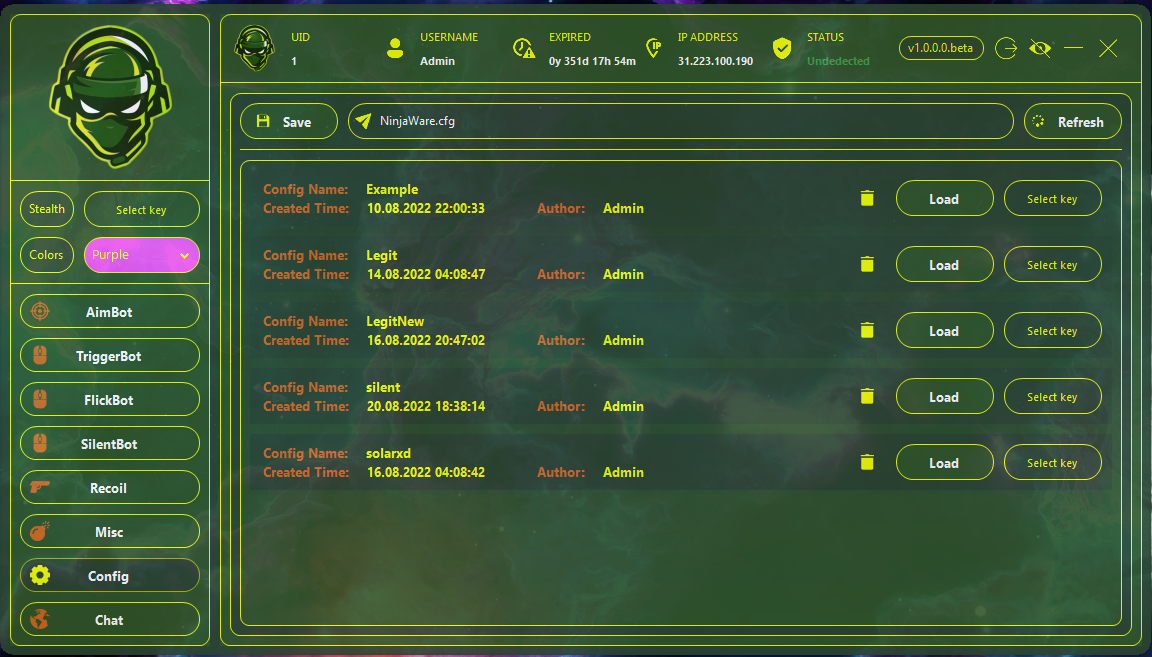 UID
1
USERNAME
Admin
EXPIRED
0y 351d 17h 54m
IP
IP ADDRESS
31.223.100.190
STATUS
Undedected
v1.0.0.0.beta
Stealth
Select key
Colors
Purple
AimBot
TriggerBot
FlickBot
SilentBot
Recoil
Misc
Config
Chat
Save
NinjaWare.cfg
Refresh
Config Name: Example
Created Time: 10.08.2022 22:00:33 Author: Admin
Load
Select key
Config Name: Legit
Created Time: 14.08.2022 04:08:47 Author: Admin
Load
Select key
Config Name: LegitNew
Created Time: 16.08.2022 20:47:02 Author: Admin
Load
Select key
Config Name: silent
Created Time: 20.08.2022 18:38:14 Author: Admin
Load
Select key
Config Name: solarxd
Created Time: 16.08.2022 04:08:42 Author: Admin
Load
Select key